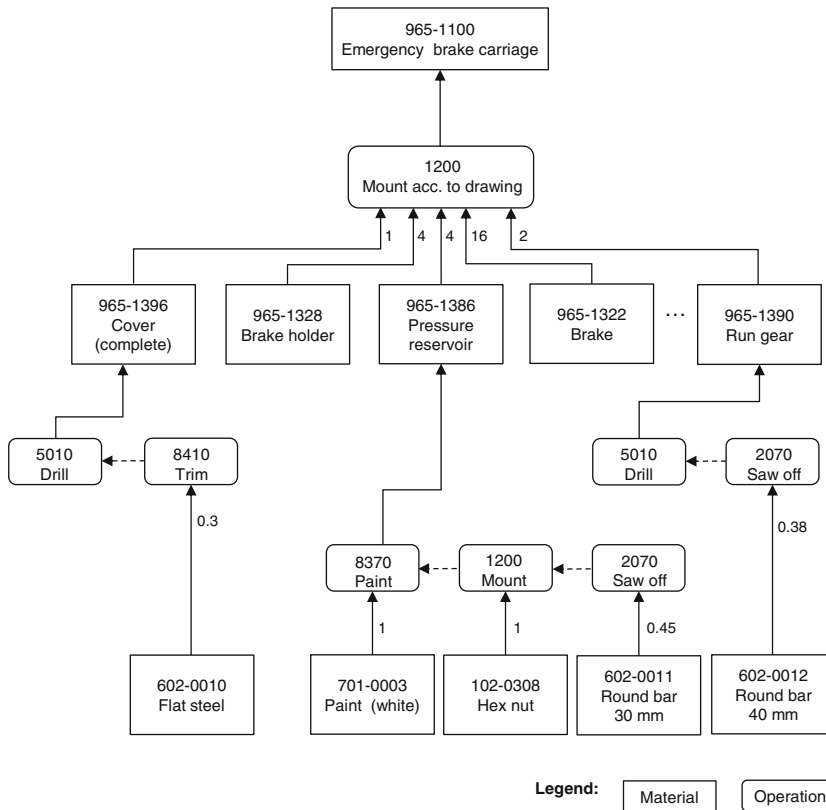 965-1100
Emergency brake carriage
1200
Mount acc. to drawing
1
4
4
16
2
965-1396
Cover
(complete)
965-1328
Brake holder
965-1386
Pressure
reservoir
965-1322
Brake
...
965-1390
Run gear
5010
Drill
8410
Trim
5010
Drill
2070
Saw off
0.3
0.38
8370
Paint
1200
Mount
2070
Saw off
1
1
0.45
602-0010
Flat steel
701-0003
Paint (white)
102-0308
Hex nut
602-0011
Round bar
30 mm
602-0012
Round bar
40 mm
Legend:
Material
Operation